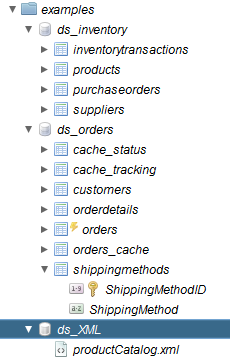 examples
ds_inventory
inventorytransactions
products
purchaseorders
suppliers
ds_orders
cache_status
cache_tracking
customers
orderdetails
orders
orders_cache
shippingmethods
1-9 ShippingMethodID
a-z ShippingMethod
ds_XML
productCatalog.xml